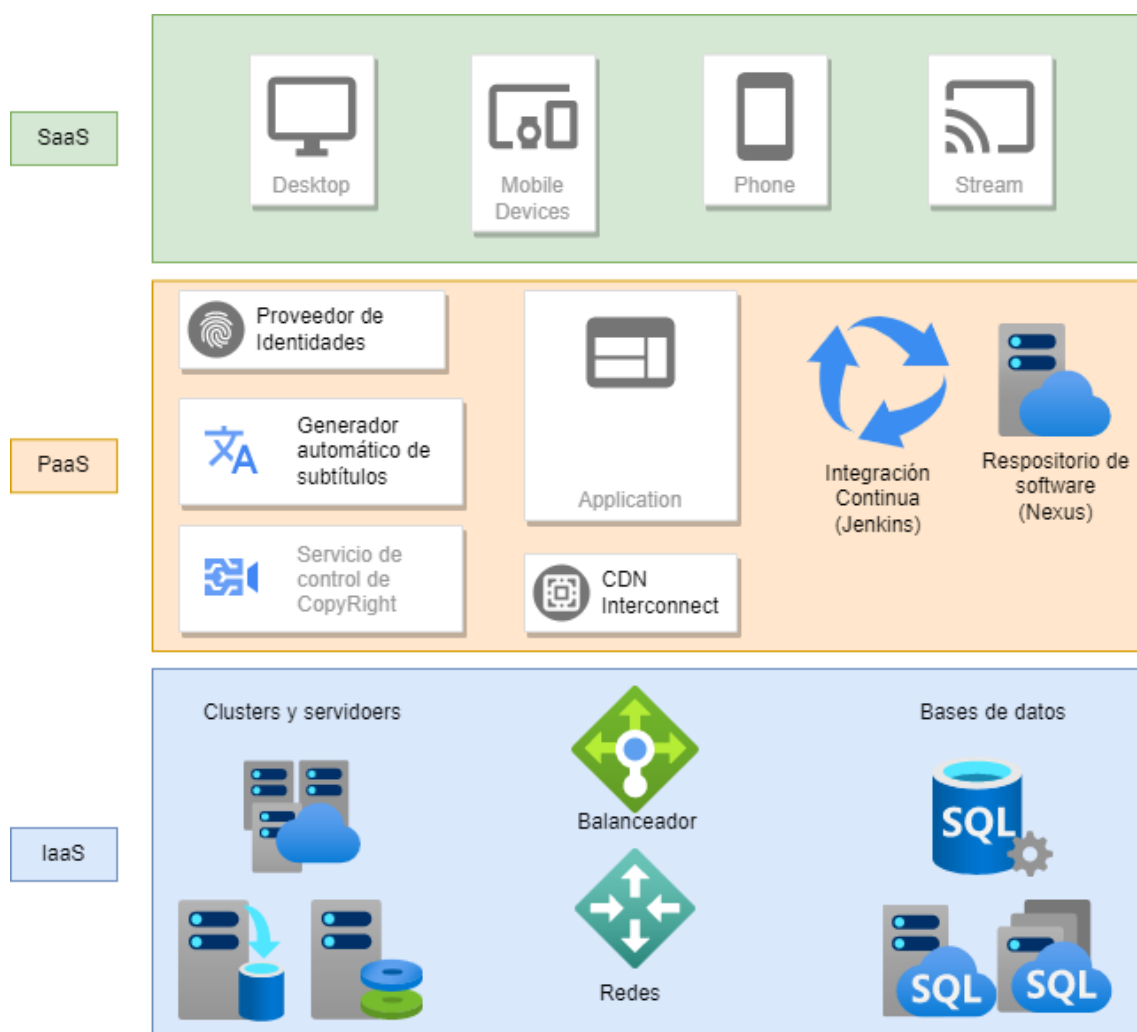 SaaS
Desktop
Mobile
Devices
Phone
Stream
PaaS
Proveedor de
Identidades
Generador
automático de
subtítulos
Servicio de
control de
CopyRight
Application
CDN
Interconnect
Integración
Continua
(Jenkins)
Respositorio de
software
(Nexus)
IaaS
Clusters y servidoers
Balanceador
Redes
Bases de datos
SQL
SQL
SQL